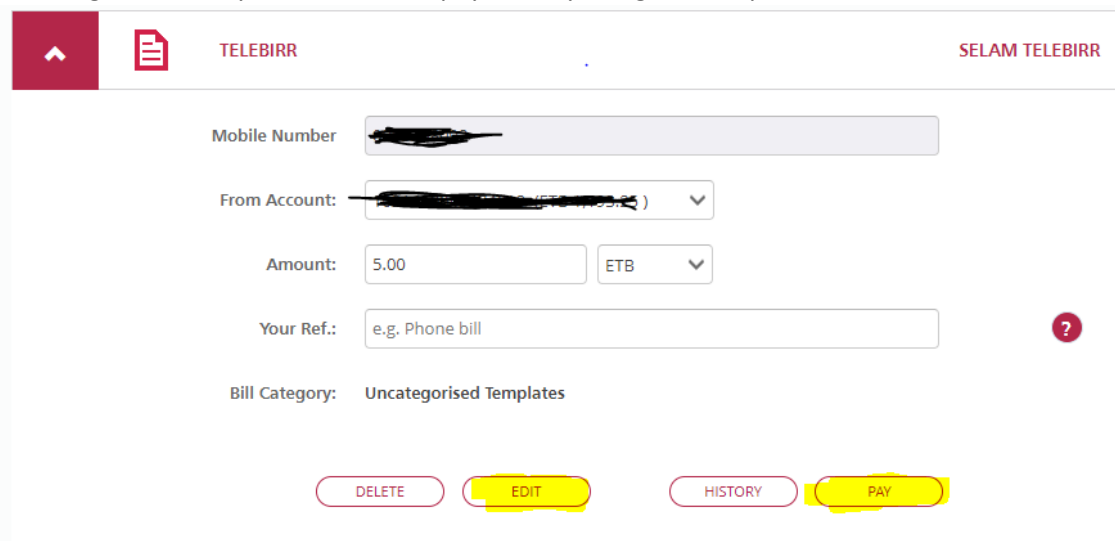 TELEBIRR SELAM TELEBIRR
Mobile Number
From Account:
Amount: 5.00 ETB
Your Ref.: e.g. Phone bill ?
Bill Category: Uncategorised Templates
DELETE EDIT HISTORY PAY